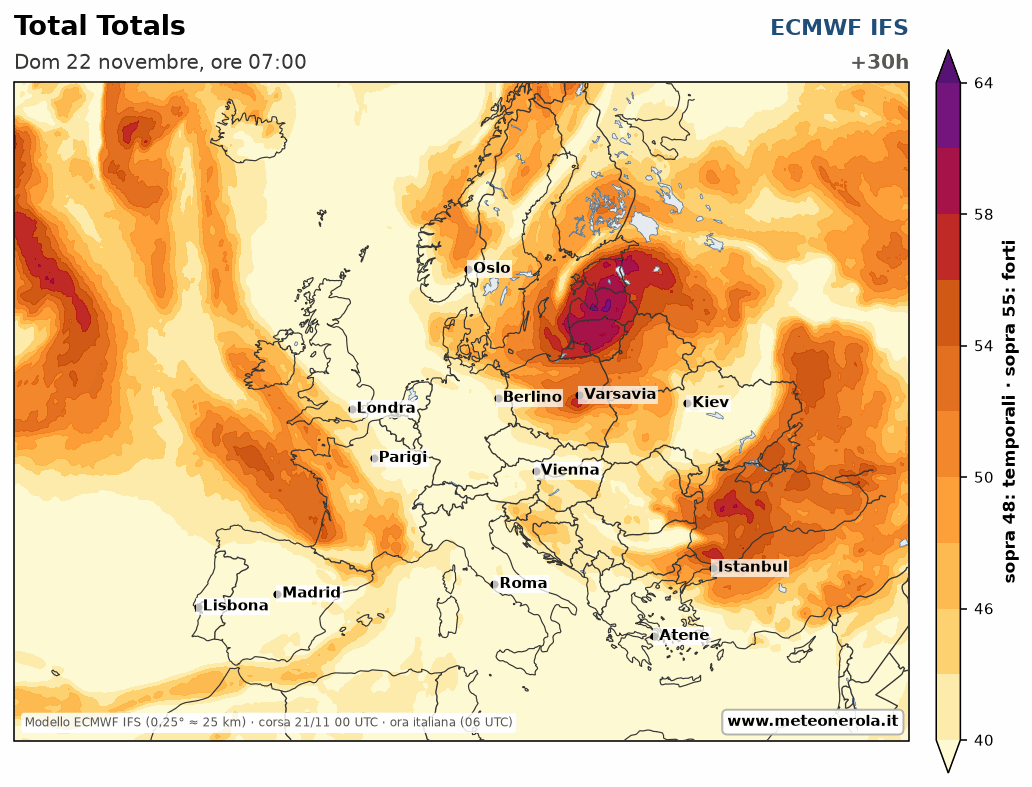 Total Totals
ECMWF IFS
Dom 22 novembre, ore 07:00
+30h
Oslo
Londra
Berlino
Varsavia
Kiev
Parigi
Vienna
Istanbul
Roma
Madrid
Lisbona
Atene
Modello ECMWF IFS (0,25° ≈ 25 km) · corsa 21/11 00 UTC · ora italiana (06 UTC)
www.meteonerola.it
64
58
54
50
46
40
sopra 48: temporali · sopra 55: forti